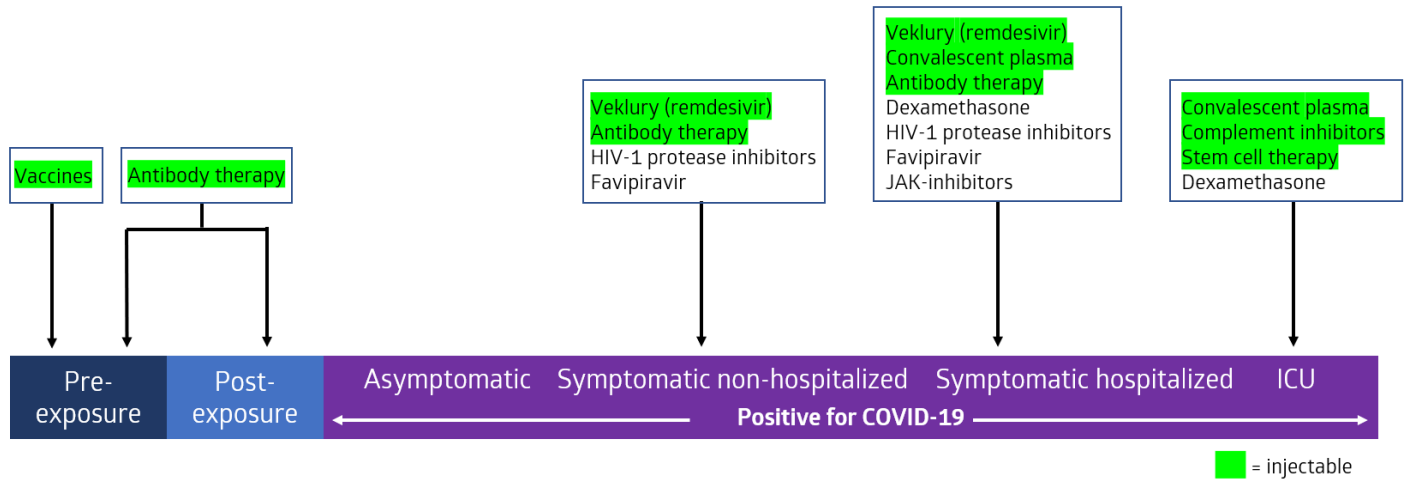 Vaccines
Antibody therapy
Veklury (remdesivir)
Antibody therapy
HIV-1 protease inhibitors
Favipiravir
Veklury (remdesivir)
Convalescent plasma
Antibody therapy
Dexamethasone
HIV-1 protease inhibitors
Favipiravir
JAK-inhibitors
Convalescent plasma
Complement inhibitors
Stem cell therapy
Dexamethasone
Pre-
exposure
Post-
exposure
Asymptomatic
Symptomatic non-hospitalized
Symptomatic hospitalized
ICU
Positive for COVID-19
= injectable